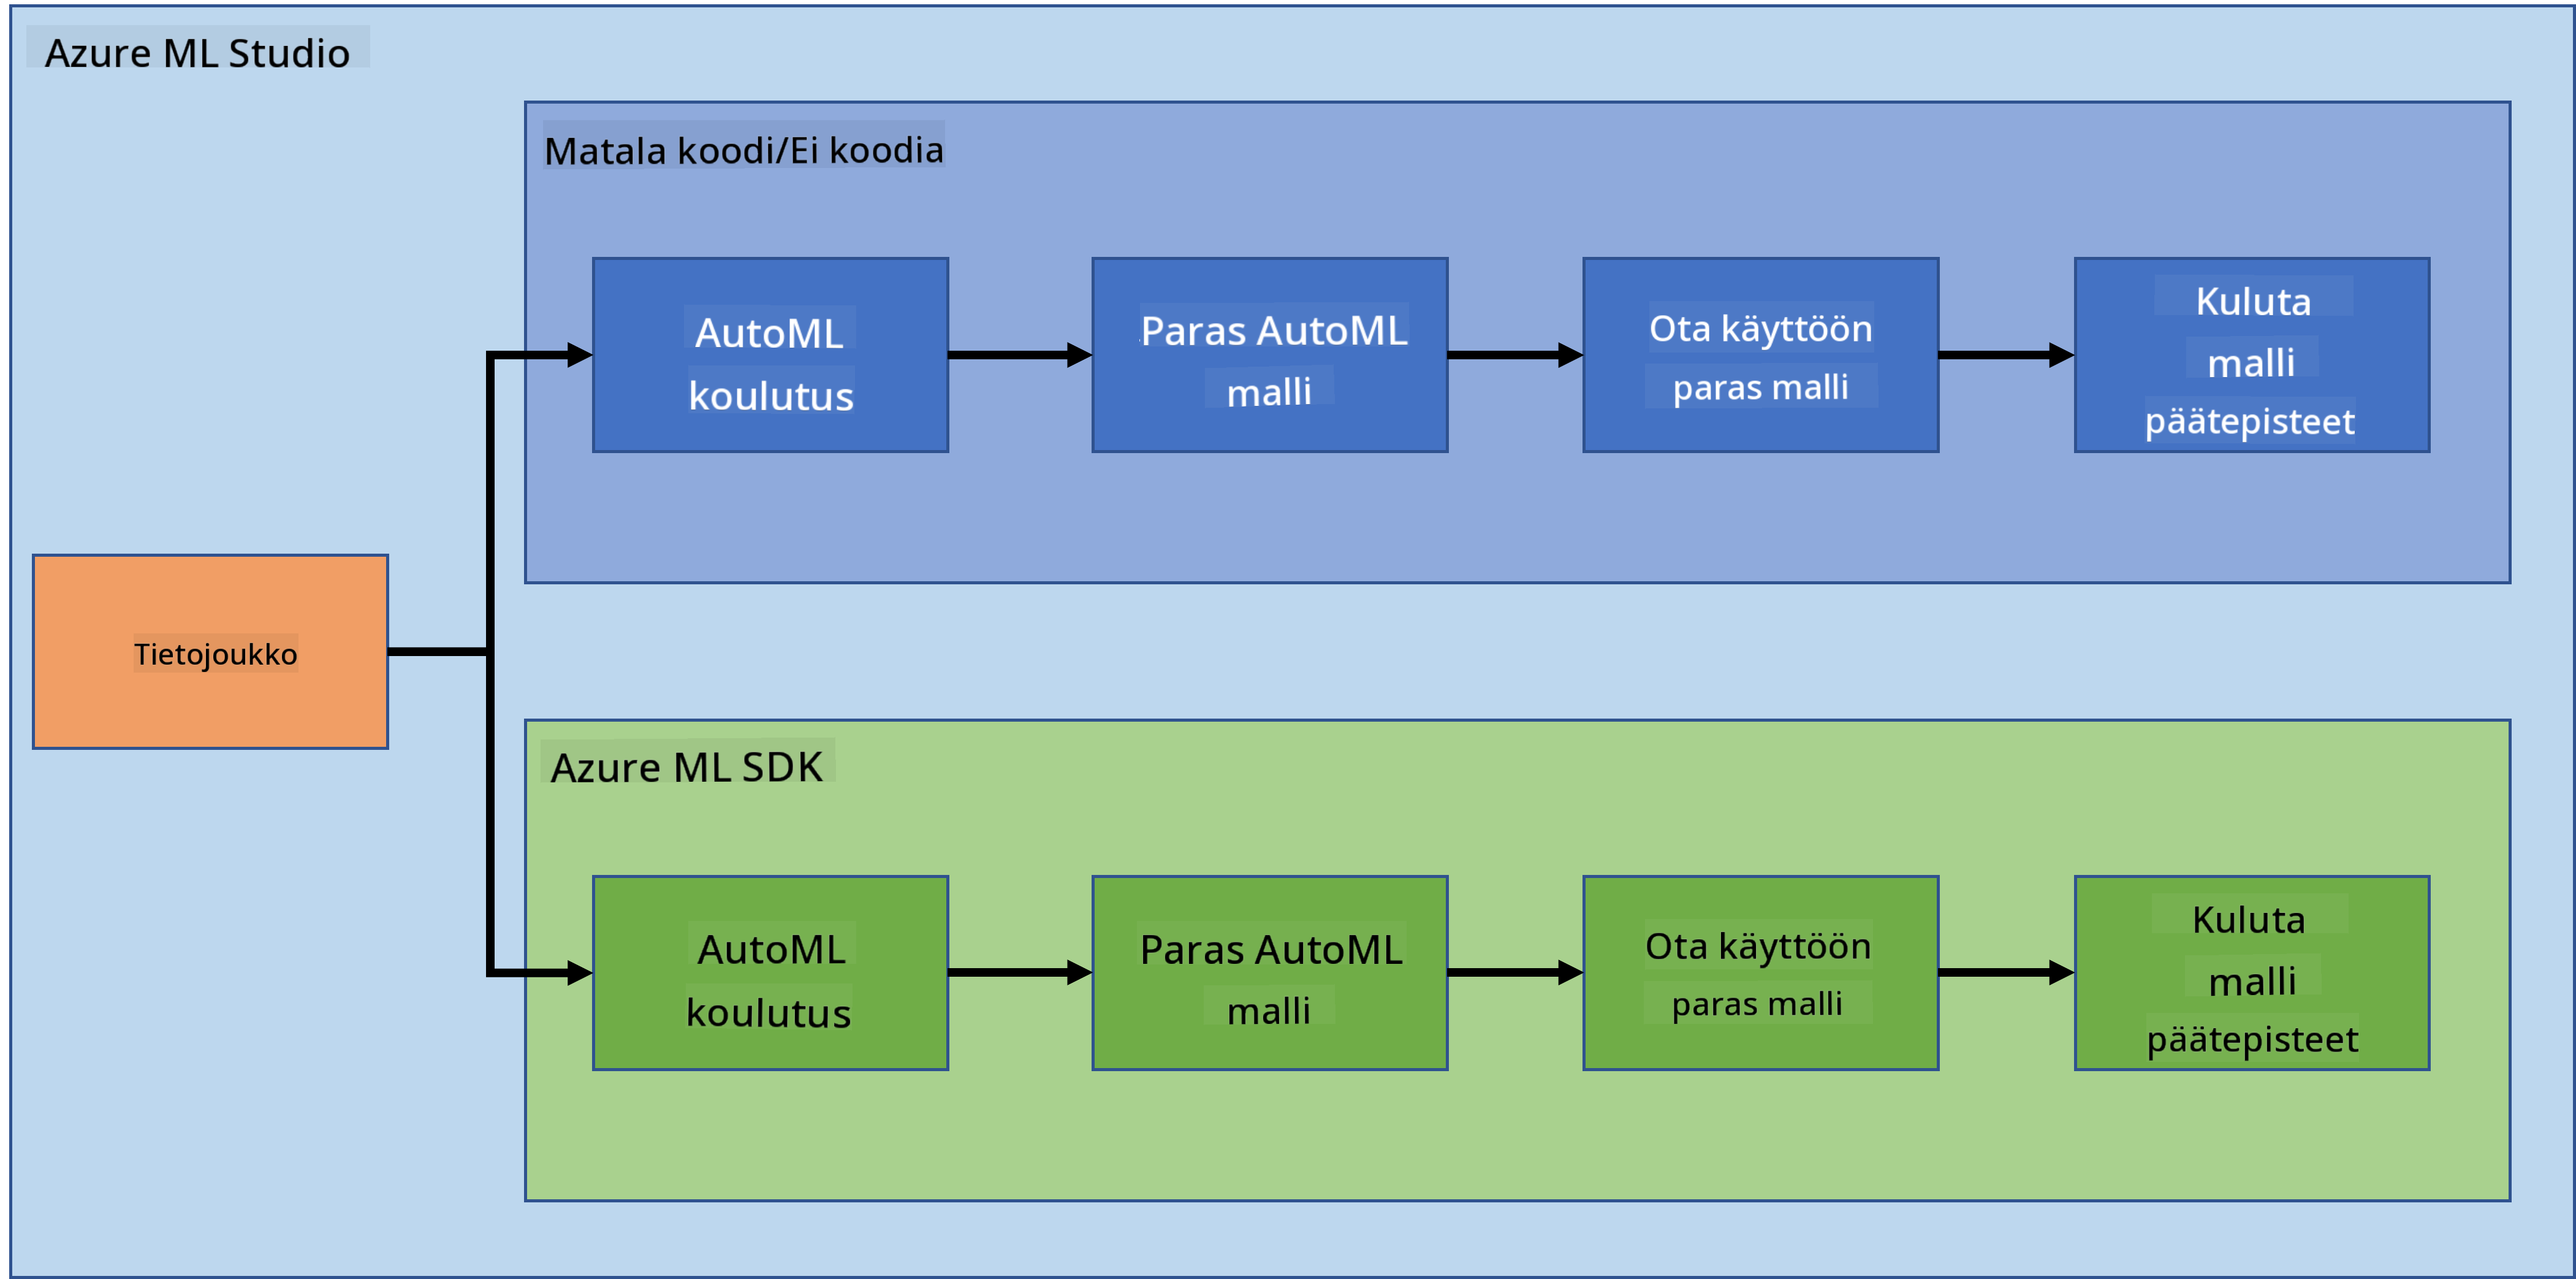 Azure ML Studio
Matala koodi/Ei koodia
AutoML
koulutus
Paras AutoML
malli
Ota käyttöön
paras malli
Kuluta
malli
päätepisteet
Tietojoukko
Azure ML SDK
AutoML
koulutus
Paras AutoML
malli
Ota käyttöön
paras malli
Kuluta
malli
päätepisteet